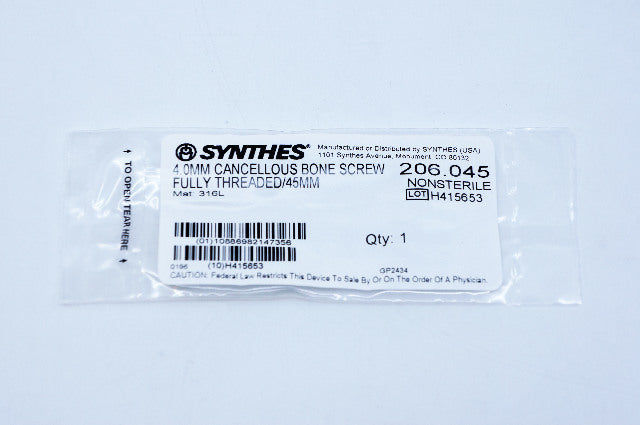 SYNTHES®
Manufactured or Distributed by SYNTHES (USA)
1101 Synthes Avenue, Monument, CO 80132
4.0MM CANCELLOUS BONE SCREW
206.045
FULLY THREADED/45MM
NONSTERILE
Mat: 316L
LOT H415653
(01)10886982147356
Qty: 1
(10)H415653
0196
GP2434
CAUTION: Federal Law Restricts This Device To Sale By Or On The Order Of A Physician.
TO OPEN TEAR HERE